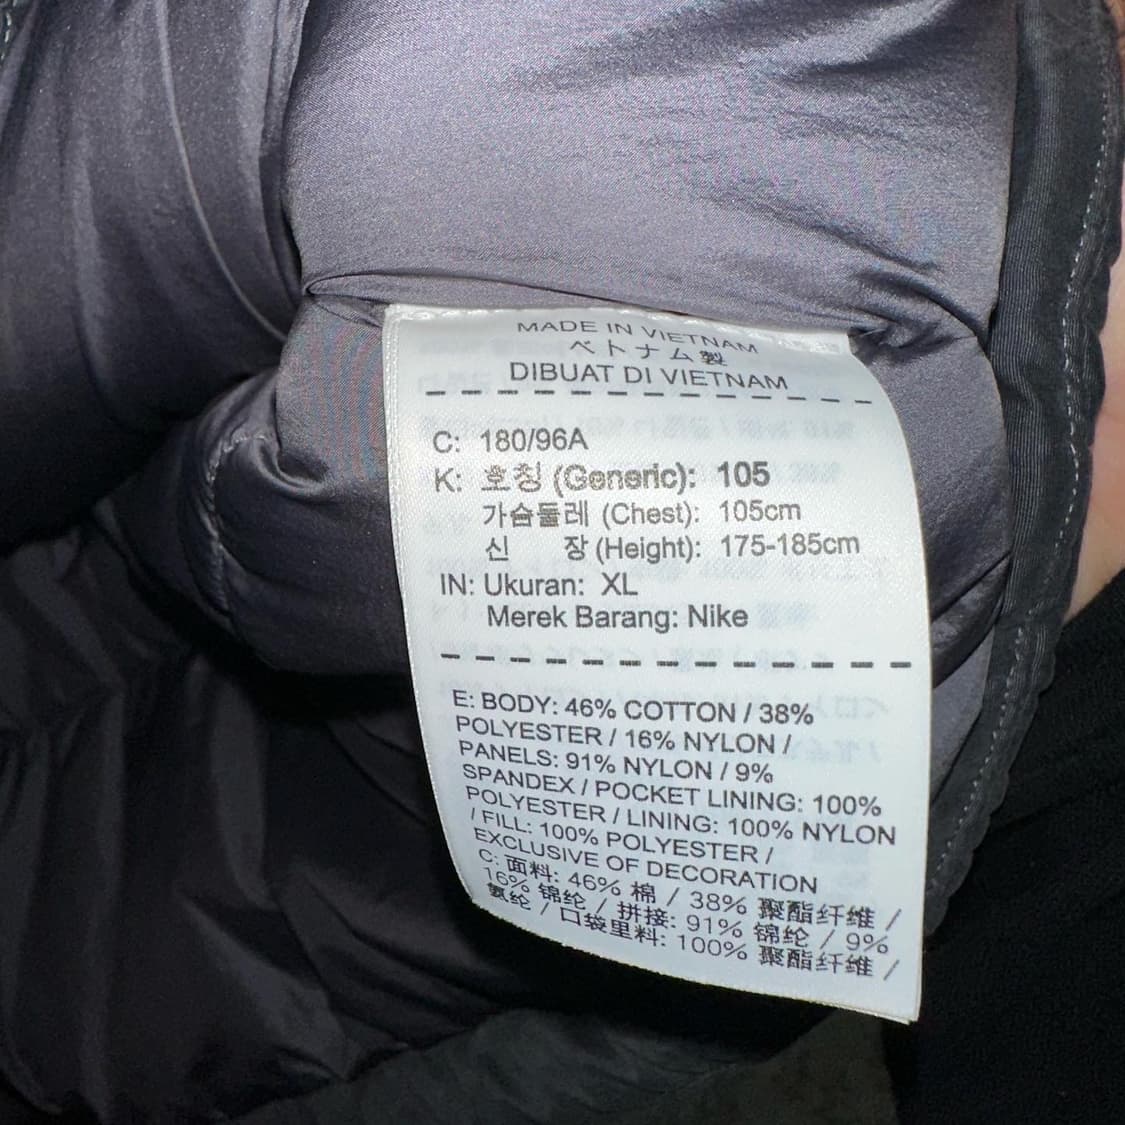 MADE IN VIETNAM
ベトナム製
DIBUAT DI VIETNAM
C: 180/96A
K: 호칭 (Generic): 105
가슴둘레 (Chest): 105cm
신 장 (Height): 175-185cm
IN: Ukuran: XL
Merek Barang: Nike
E: BODY: 46% COTTON / 38%
POLYESTER / 16% NYLON /
PANELS: 91% NYLON / 9%
SPANDEX / POCKET LINING: 100%
POLYESTER / LINING: 100% NYLON
/ FILL: 100% POLYESTER /
EXCLUSIVE OF DECORATION
C: 面料: 46% 棉 / 38% 聚酯纤维 /
16% 锦纶 / 拼接: 91% 锦纶 / 9%
氨纶 / 口袋里料: 100% 聚酯纤维 /